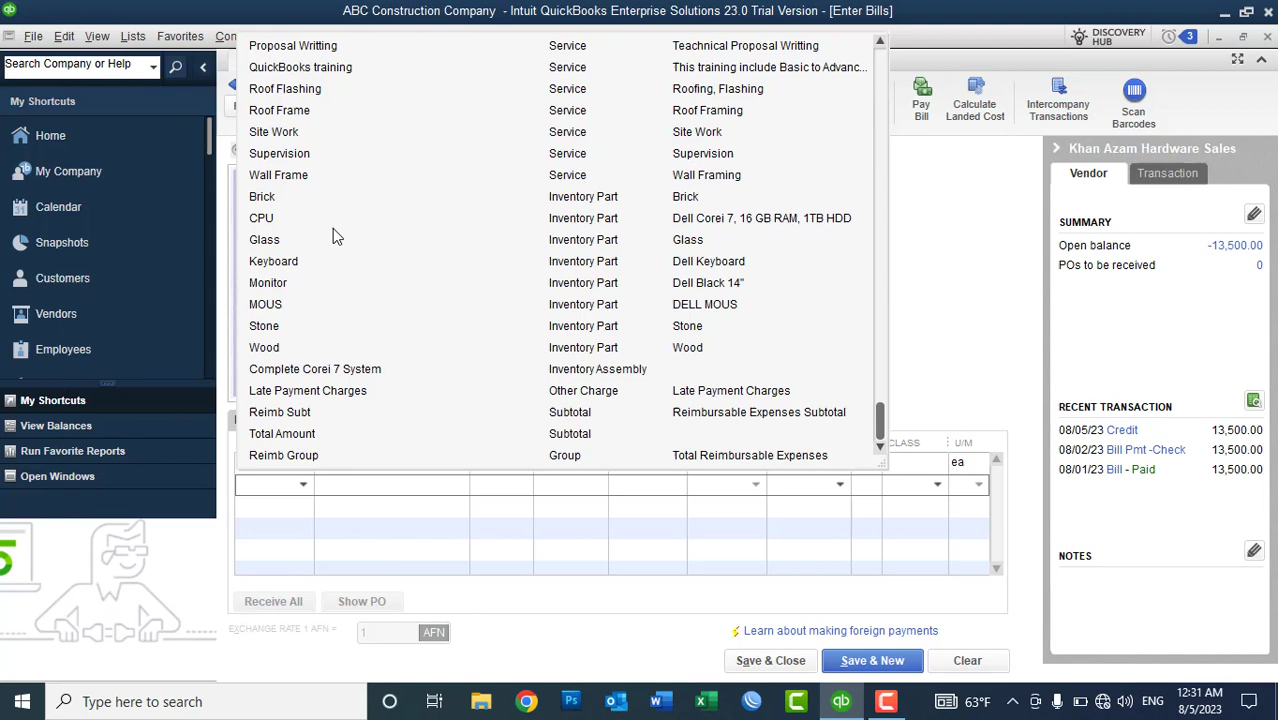 ABC Construction Company - Intuit QuickBooks Enterprise Solutions 23.0 Trial Version - [Enter Bills]
File Edit View Lists Favorites
DISCOVERY HUB
3
Search Company or Help
My Shortcuts
Home
My Company
Calendar
Snapshots
Customers
Vendors
Employees
My Shortcuts
View Balances
Run Favorite Reports
Open Windows
Proposal Writting Service Teachnical Proposal Writting
QuickBooks training Service This training include Basic to Advanc...
Roof Flashing Service Roofing, Flashing
Roof Frame Service Roof Framing
Site Work Service Site Work
Supervision Service Supervision
Wall Frame Service Wall Framing
Brick Inventory Part Brick
CPU Inventory Part Dell Corei 7, 16 GB RAM, 1TB HDD
Glass Inventory Part Glass
Keyboard Inventory Part Dell Keyboard
Monitor Inventory Part Dell Black 14"
MOUS Inventory Part DELL MOUS
Stone Inventory Part Stone
Wood Inventory Part Wood
Complete Corei 7 System Inventory Assembly
Late Payment Charges Other Charge Late Payment Charges
Reimb Subt Subtotal Reimbursable Expenses Subtotal
Total Amount Subtotal
Reimb Group Group Total Reimbursable Expenses
Pay Bill
Calculate Landed Cost
Intercompany Transactions
Scan Barcodes
U/M
ea
Receive All Show PO
EXCHANGE RATE 1 AFN = 1 AFN
Learn about making foreign payments
Save & Close Save & New Clear
Khan Azam Hardware Sales
Vendor Transaction
SUMMARY
Open balance -13,500.00
POs to be received 0
RECENT TRANSACTION
08/05/23 Credit 13,500.00
08/02/23 Bill Pmt -Check 13,500.00
08/01/23 Bill - Paid 13,500.00
NOTES
Type here to search
63°F
ENG
12:31 AM
8/5/2023